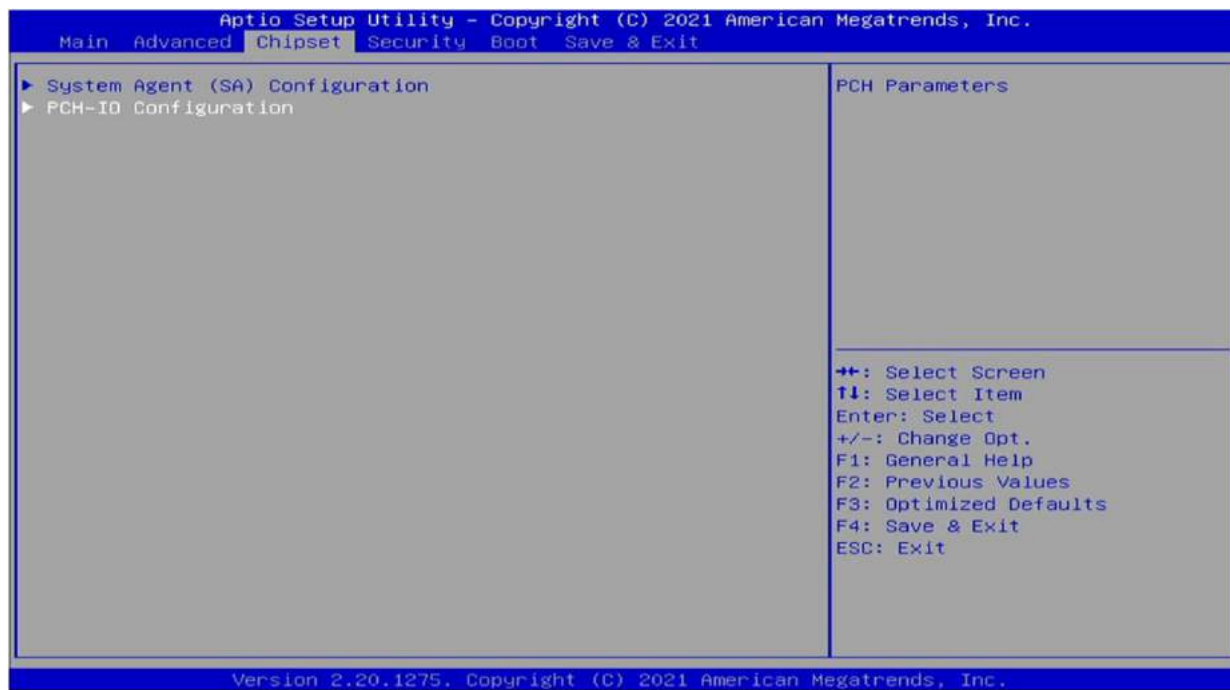 Aptio Setup Utility – Copyright (C) 2021 American Megatrends, Inc.
Main Advanced Chipset Security Boot Save & Exit
► System Agent (SA) Configuration
► PCH-IO Configuration
PCH Parameters
→←: Select Screen
↑↓: Select Item
Enter: Select
+/-: Change Opt.
F1: General Help
F2: Previous Values
F3: Optimized Defaults
F4: Save & Exit
ESC: Exit
Version 2.20.1275. Copyright (C) 2021 American Megatrends, Inc.